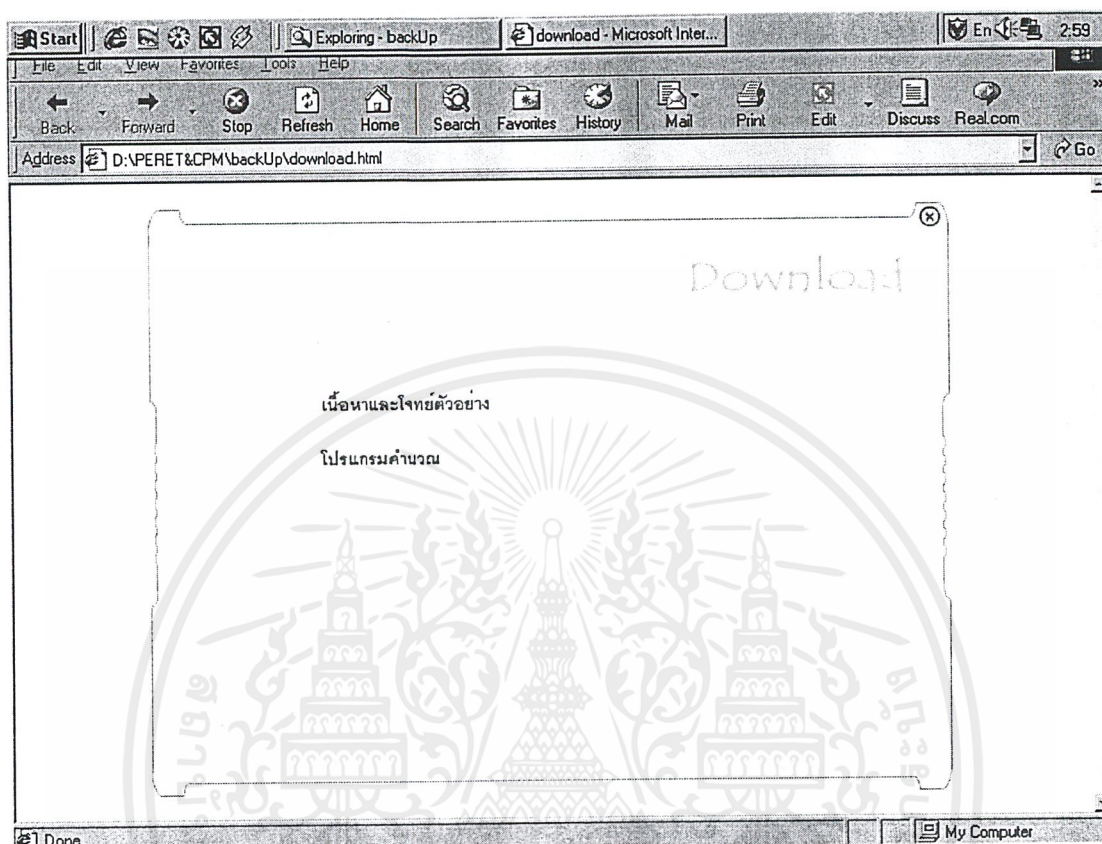 Start Exploring - backUp download - Microsoft Inter... En 2:59
File Edit View Favorites Tools Help
Back Forward Stop Refresh Home Search Favorites History Mail Print Edit Discuss Real.com
Address D:\PERET&CPM\backUp\download.html Go
Download
เนื้อหาและโจทย์ตัวอย่าง
โปรแกรมคำนวณ
Done My Computer